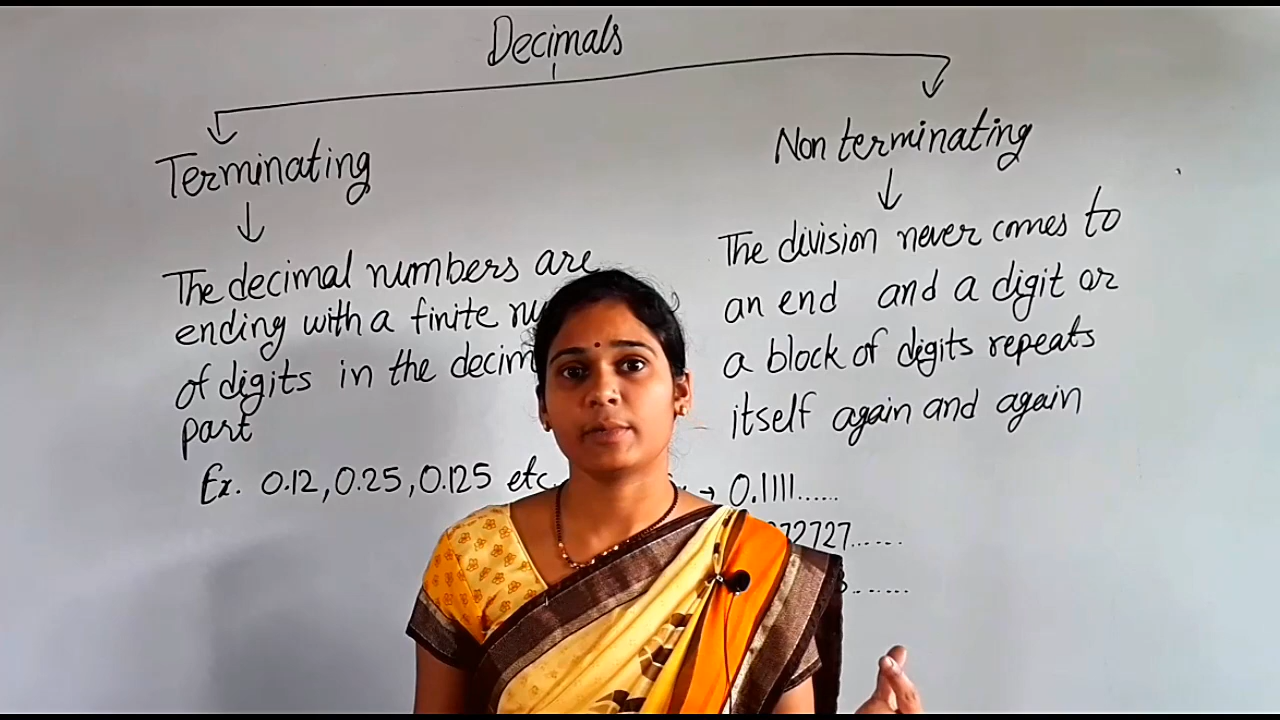 Decimals
Terminating
The decimal numbers are
ending with a finite
of digits in the
part
Ex. 0.12, 0.25, 0.125 etc.
Non terminating
The division never comes to
an end and a digit or
a block of digits repeats
itself again and again
→ 0.1111......